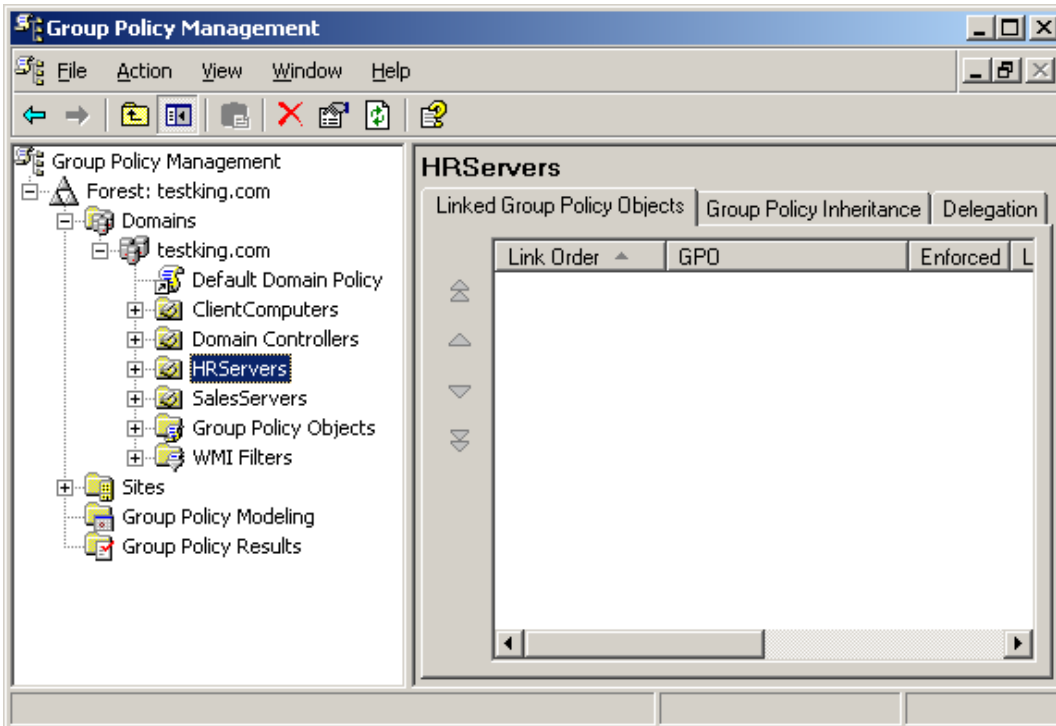 Group Policy Management
File Action View Window Help
Group Policy Management
Forest: testking.com
Domains
testking.com
Default Domain Policy
ClientComputers
Domain Controllers
HRServers
SalesServers
Group Policy Objects
WMI Filters
Sites
Group Policy Modeling
Group Policy Results
HRServers
Linked Group Policy Objects Group Policy Inheritance Delegation
Link Order GPO Enforced L